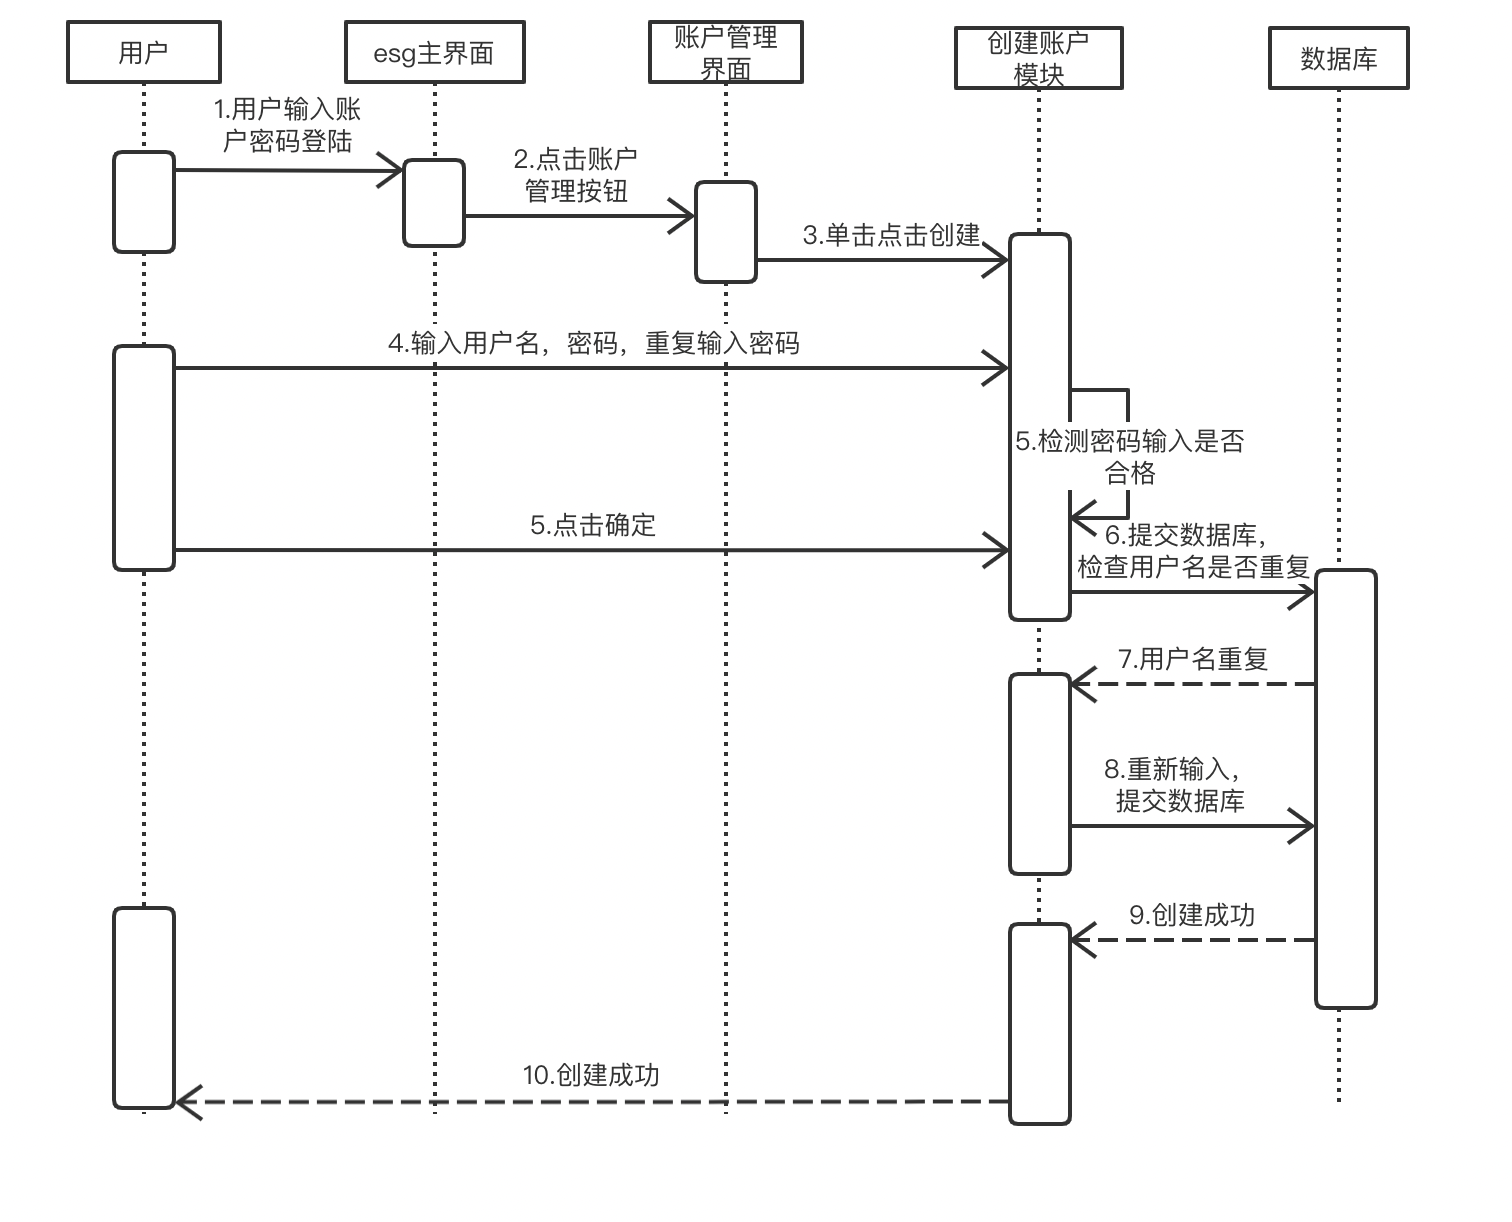 用户
esg主界面
账户管理
界面
创建账户
模块
数据库
1.用户输入账
户密码登陆
2.点击账户
管理按钮
3.单击点击创建
4.输入用户名，密码，重复输入密码
5.检测密码输入是否
合格
5.点击确定
6.提交数据库，
检查用户名是否重复
7.用户名重复
8.重新输入，
提交数据库
9.创建成功
10.创建成功